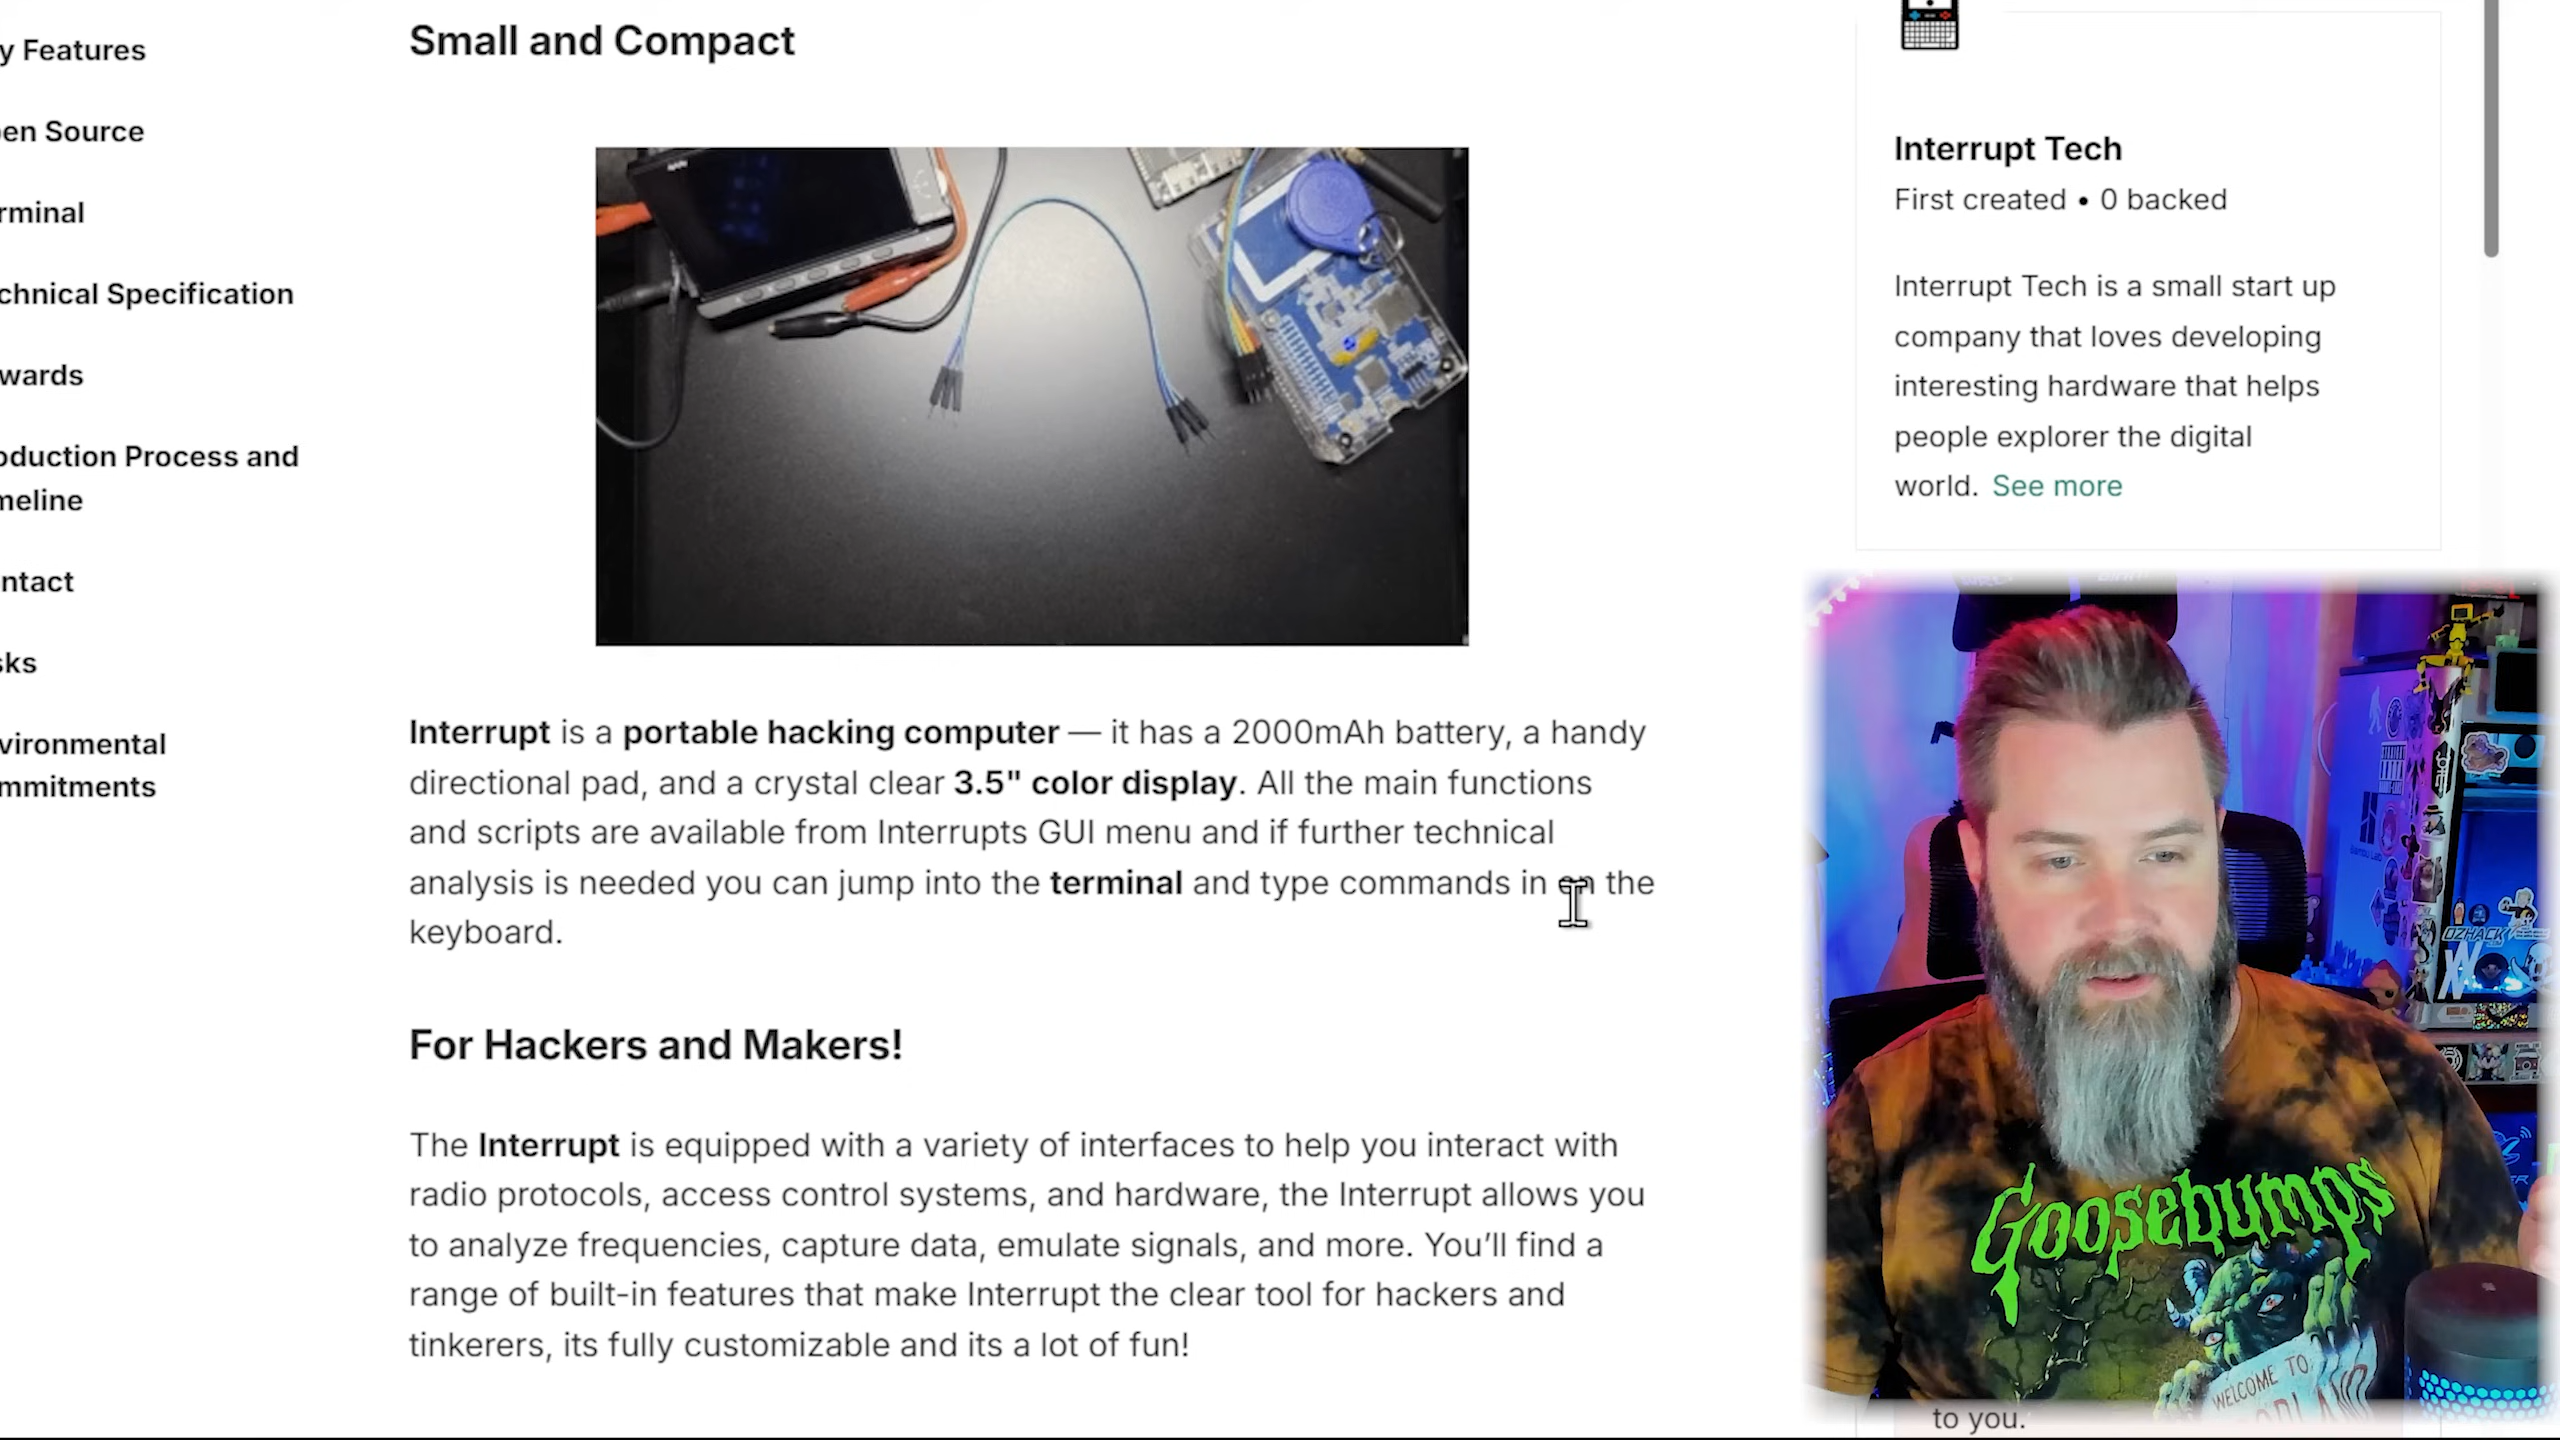 y Features
en Source
rminal
chnical Specification
wards
oduction Process and
meline
ntact
sks
vironmental
mmitments
Small and Compact
Interrupt is a portable hacking computer — it has a 2000mAh battery, a handy
directional pad, and a crystal clear 3.5" color display. All the main functions
and scripts are available from Interrupts GUI menu and if further technical
analysis is needed you can jump into the terminal and type commands in on the
keyboard.
For Hackers and Makers!
The Interrupt is equipped with a variety of interfaces to help you interact with
radio protocols, access control systems, and hardware, the Interrupt allows you
to analyze frequencies, capture data, emulate signals, and more. You’ll find a
range of built-in features that make Interrupt the clear tool for hackers and
tinkerers, its fully customizable and its a lot of fun!
Interrupt Tech
First created • 0 backed
Interrupt Tech is a small start up
company that loves developing
interesting hardware that helps
people explorer the digital
world. See more
Bambu Lab
OZHACK
Goosebumps
WELCOME TO
to you.